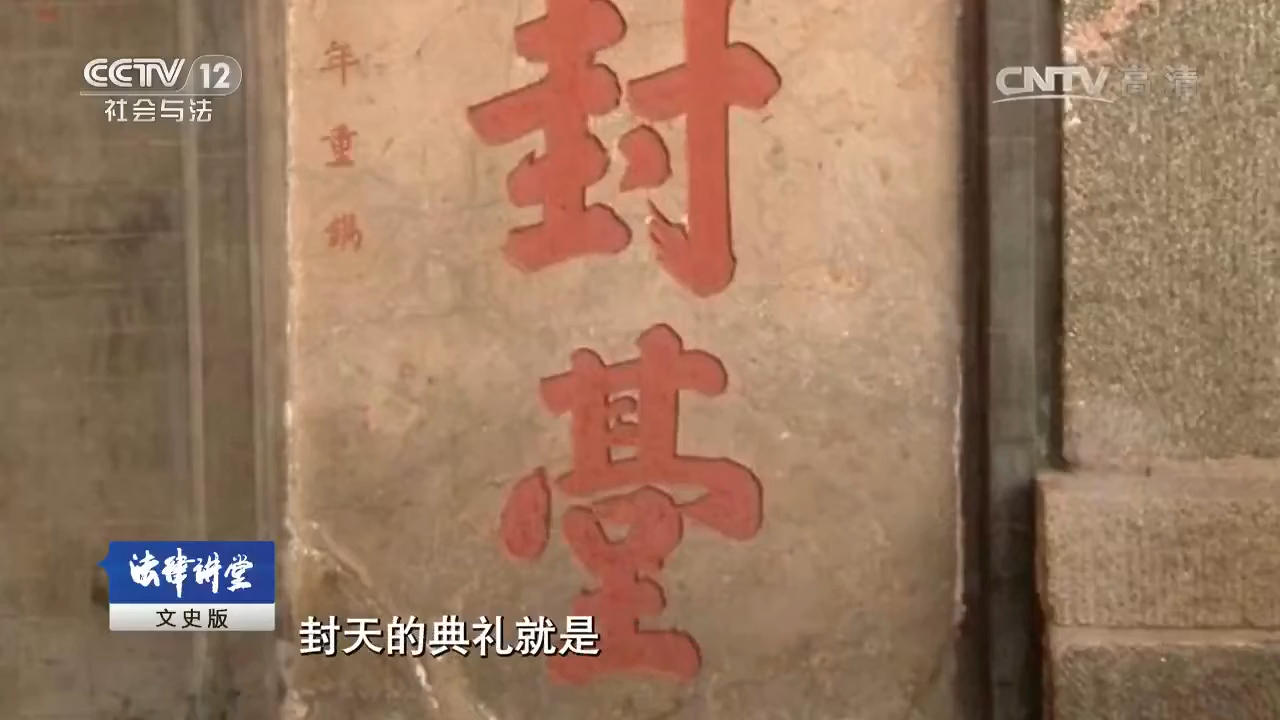 CCTV 12
社会与法
CNTV 高清
年重鐫
封臺
法律讲堂
文史版
封天的典礼就是